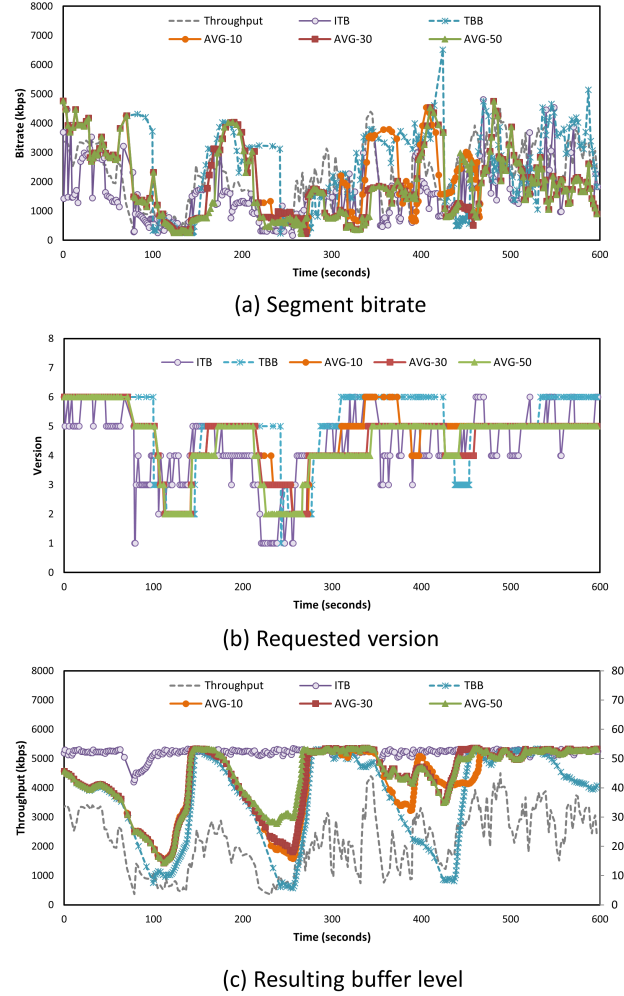 Throughput ITB TBB
AVG-10 AVG-30 AVG-50
8000
7000
6000
5000
4000
3000
2000
1000
0
Bitrate (kbps)
0 100 200 300 400 500 600
Time (seconds)
(a) Segment bitrate
ITB TBB AVG-10 AVG-30 AVG-50
8
7
6
5
4
3
2
1
0
Version
0 100 200 300 400 500 600
Time (seconds)
(b) Requested version
Throughput ITB TBB
AVG-10 AVG-30 AVG-50
8000 80
7000 70
6000 60
5000 50
4000 40
3000 30
2000 20
1000 10
0 0
Throughput (kbps)
0 100 200 300 400 500 600
Time (seconds)
(c) Resulting buffer level